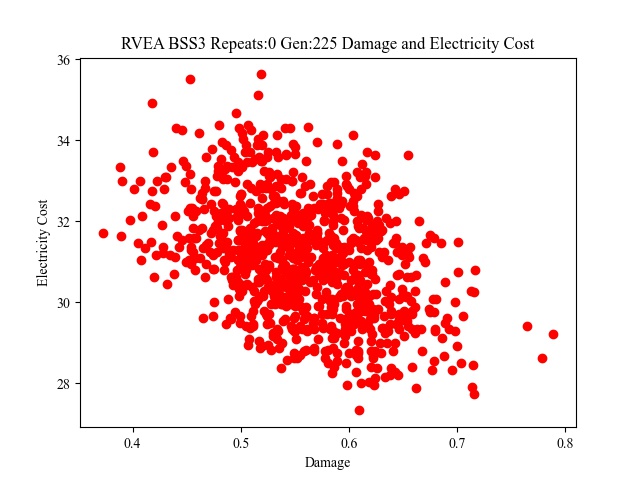 RVEA BSS3 Repeats:0 Gen:225 Damage and Electricity Cost
36
34
32
30
28
Electricity Cost
0.4 0.5 0.6 0.7 0.8
Damage